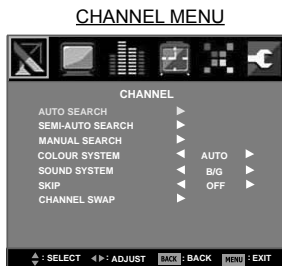 CHANNEL MENU
CHANNEL
AUTO SEARCH
SEMI-AUTO SEARCH
MANUAL SEARCH
COLOUR SYSTEM AUTO
SOUND SYSTEM B/G
SKIP OFF
CHANNEL SWAP
: SELECT : ADJUST BACK : BACK MENU : EXIT